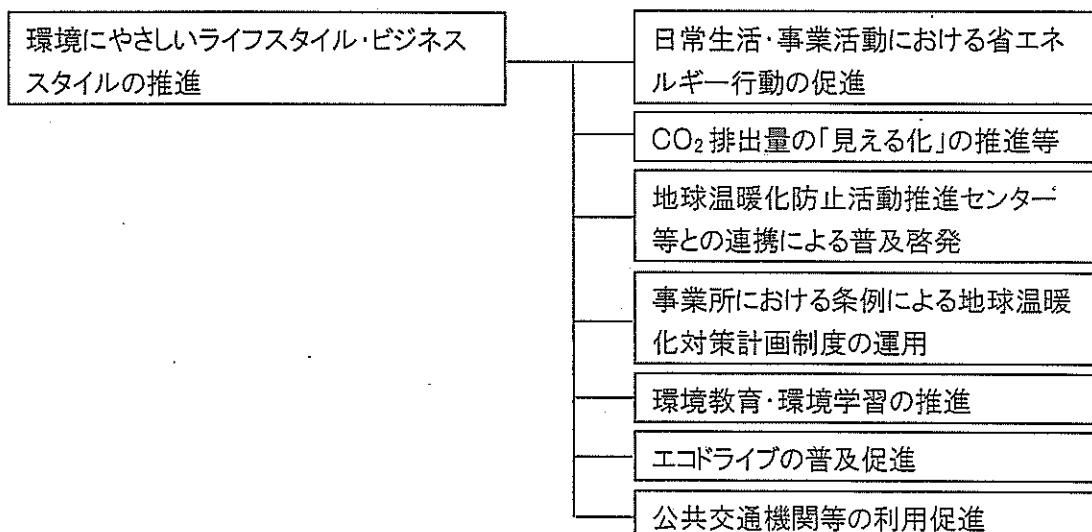 環境にやさしいライフスタイル・ビジネス
スタイルの推進
日常生活・事業活動における省エネ
ルギー行動の促進
CO₂排出量の「見える化」の推進等
地球温暖化防止活動推進センター
等との連携による普及啓発
事業所における条例による地球温暖
化対策計画制度の運用
環境教育・環境学習の推進
エコドライブの普及促進
公共交通機関等の利用促進